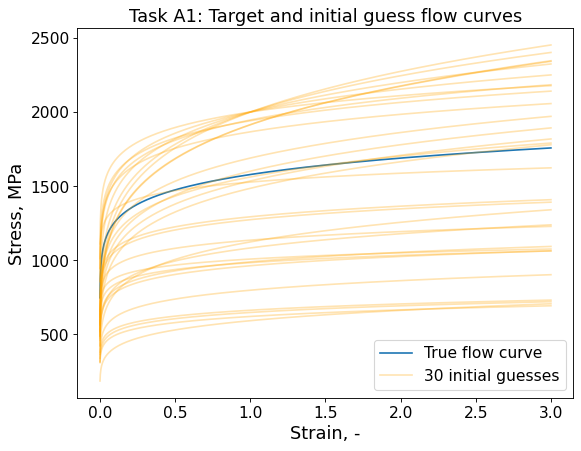 Task A1: Target and initial guess flow curves
Stress, MPa
2500
2000
1500
1000
500
True flow curve
30 initial guesses
0.0 0.5 1.0 1.5 2.0 2.5 3.0
Strain, -